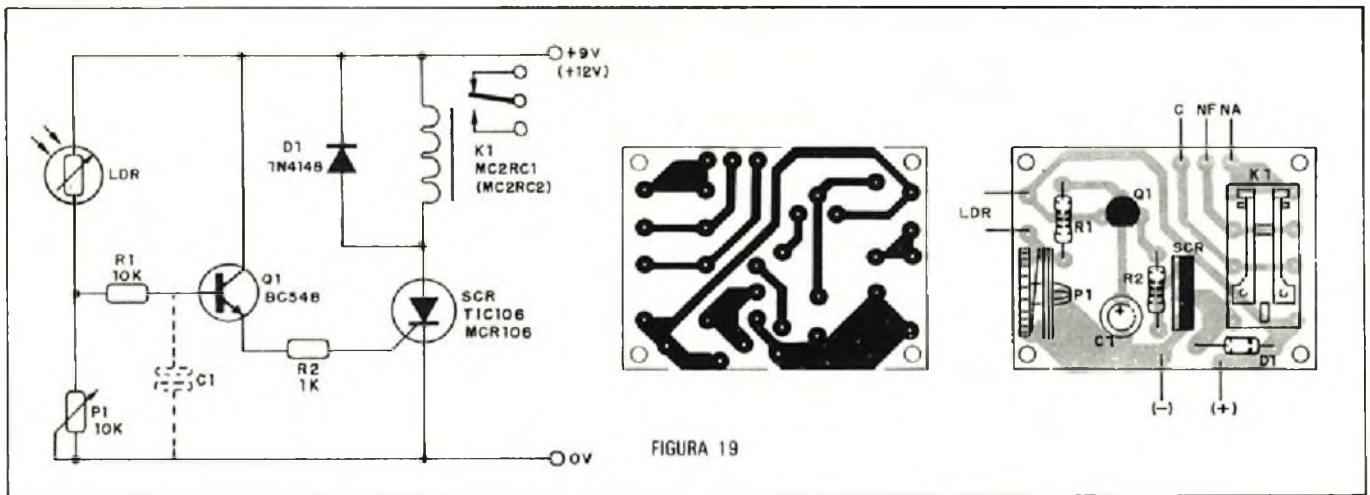 +9V
(+12V)
LDR
D1
1N4148
K1
MC2RC1
(MC2RC2)
R1
10K
Q1
BC548
SCR
TIC106
MCR106
C1
R2
1K
P1
10K
0V
FIGURA 19
C NF NA
K1
LDR
Q1
R1
SCR
R2
P1
C1
D1
(-) (+)